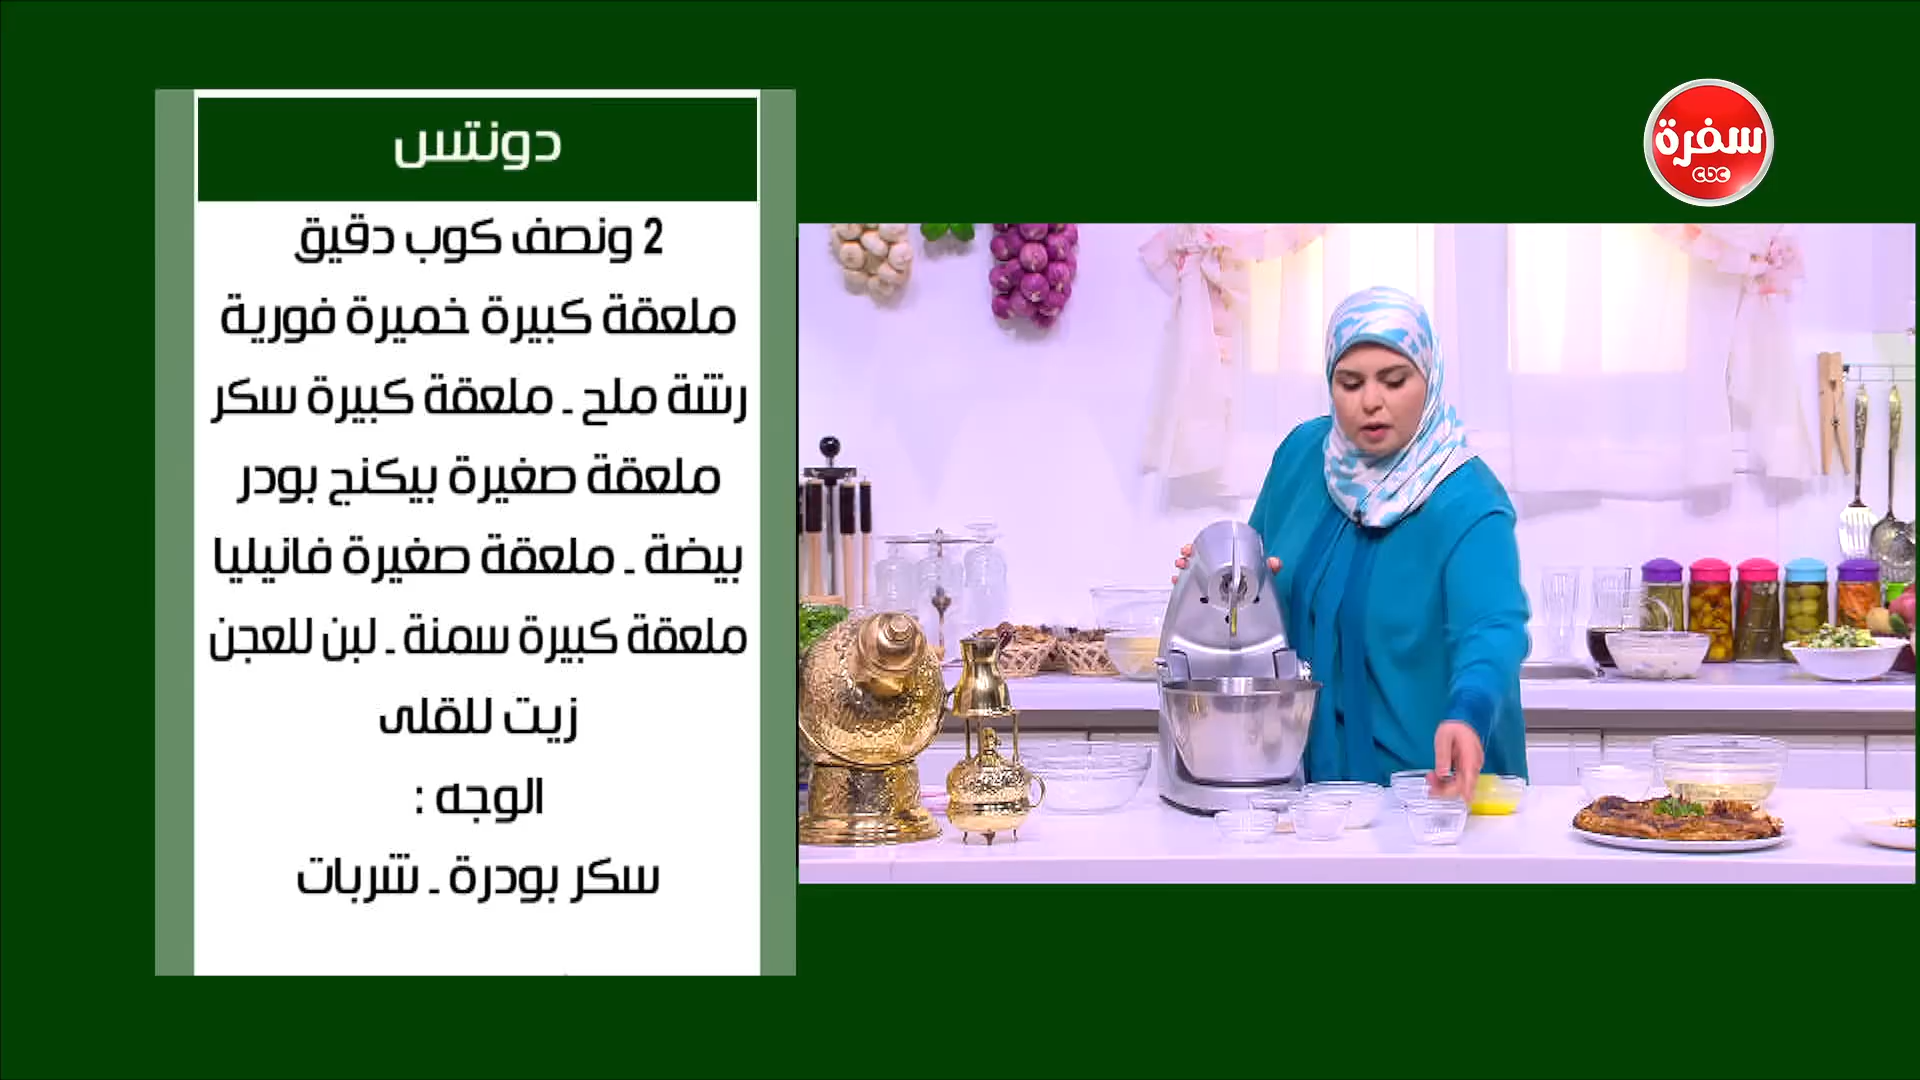 دونتس
2 ونصف كوب دقيق
ملعقة كبيرة خميرة فورية
رشة ملح ـ ملعقة كبيرة سكر
ملعقة صغيرة بيكنج بودر
بيضة ـ ملعقة صغيرة فانيليا
ملعقة كبيرة سمنة ـ لبن للعجن
زيت للقلى
الوجه :
سكر بودرة ـ شربات
سفرة
cbc